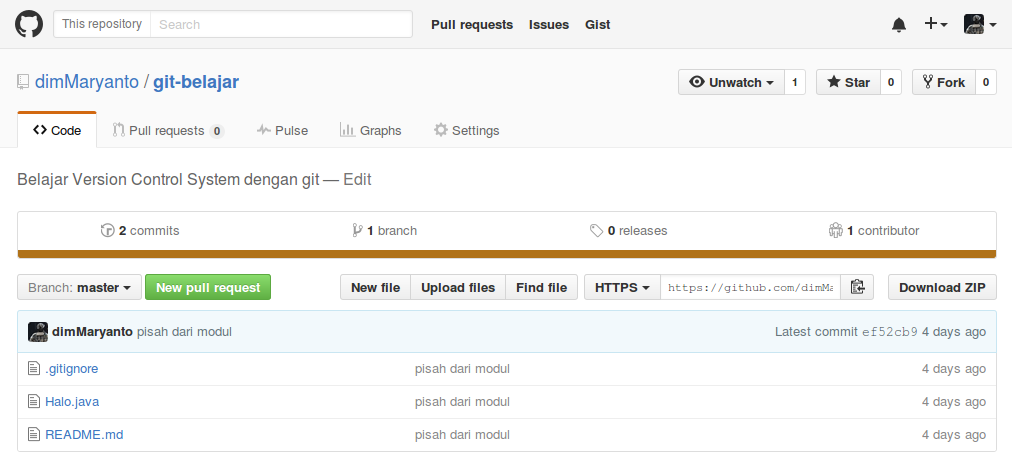 This repository Search Pull requests Issues Gist
dimMaryanto / git-belajar Unwatch 1 Star 0 Fork 0
Code Pull requests 0 Pulse Graphs Settings
Belajar Version Control System dengan git — Edit
2 commits 1 branch 0 releases 1 contributor
Branch: master New pull request New file Upload files Find file HTTPS https://github.com/dimMa Download ZIP
dimMaryanto pisah dari modul Latest commit ef52cb9 4 days ago
.gitignore pisah dari modul 4 days ago
Halo.java pisah dari modul 4 days ago
README.md pisah dari modul 4 days ago